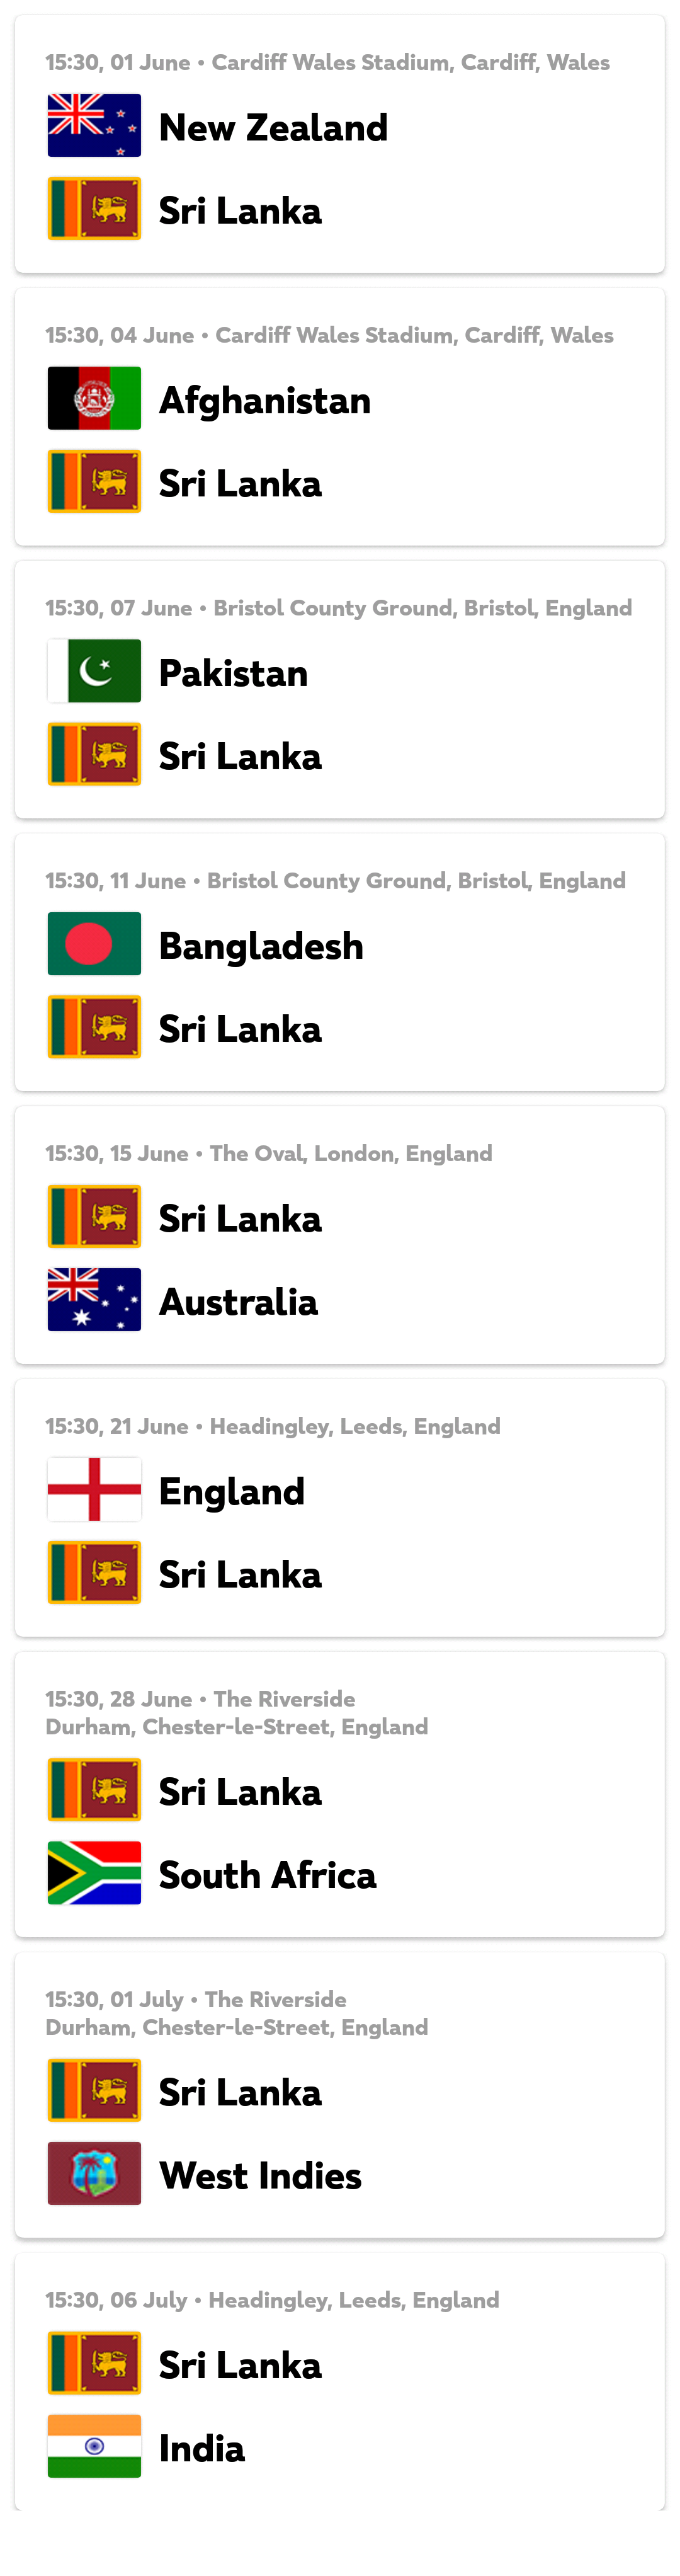 15:30, 01 June • Cardiff Wales Stadium, Cardiff, Wales
New Zealand
Sri Lanka
15:30, 04 June • Cardiff Wales Stadium, Cardiff, Wales
Afghanistan
Sri Lanka
15:30, 07 June • Bristol County Ground, Bristol, England
Pakistan
Sri Lanka
15:30, 11 June • Bristol County Ground, Bristol, England
Bangladesh
Sri Lanka
15:30, 15 June • The Oval, London, England
Sri Lanka
Australia
15:30, 21 June • Headingley, Leeds, England
England
Sri Lanka
15:30, 28 June • The Riverside
Durham, Chester-le-Street, England
Sri Lanka
South Africa
15:30, 01 July • The Riverside
Durham, Chester-le-Street, England
Sri Lanka
West Indies
15:30, 06 July • Headingley, Leeds, England
Sri Lanka
India